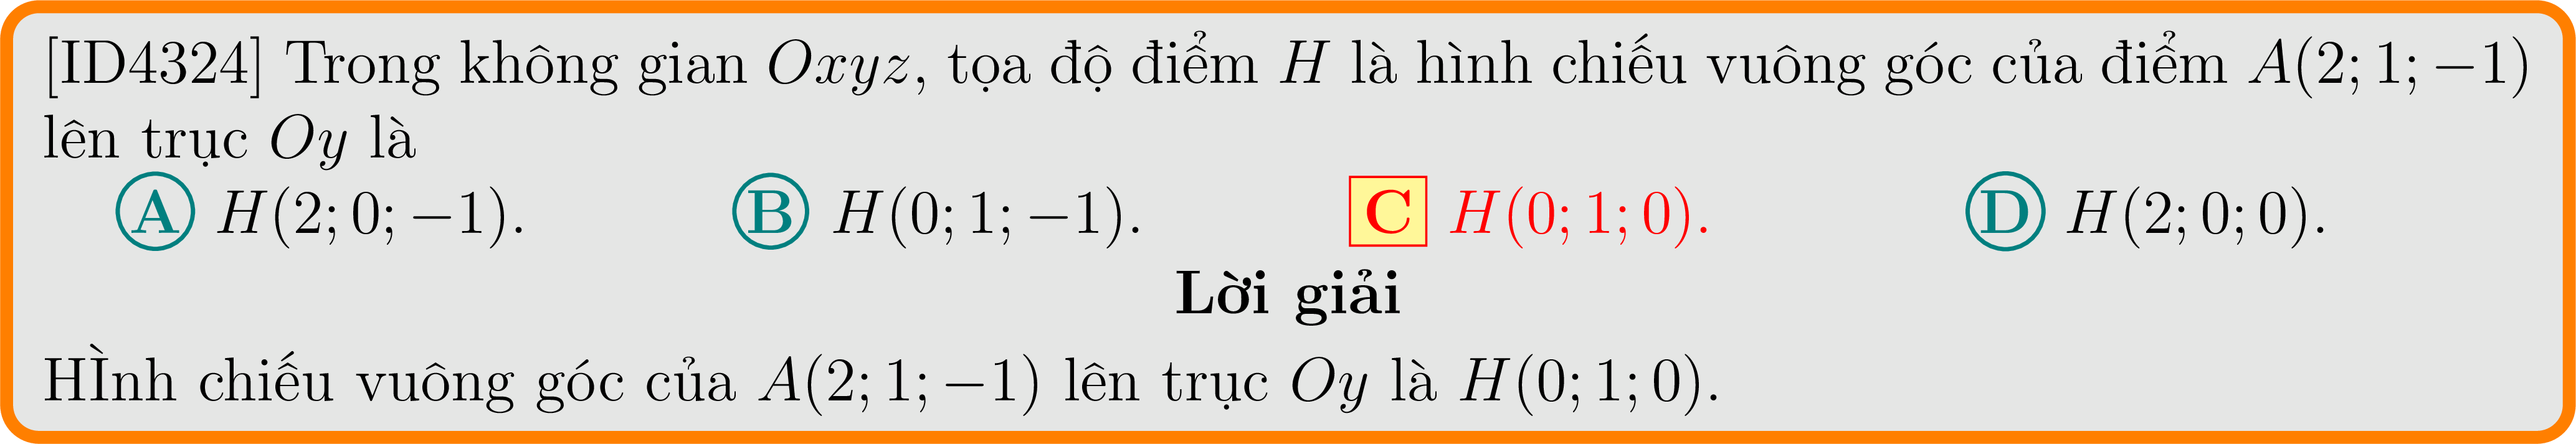 [ID4324] Trong không gian Oxyz, tọa độ điểm H là hình chiếu vuông góc của điểm A(2; 1; −1)
lên trục Oy là
A H(2; 0; −1). B H(0; 1; −1). C H(0; 1; 0). D H(2; 0; 0).
Lời giải
HÌnh chiếu vuông góc của A(2; 1; −1) lên trục Oy là H(0; 1; 0).